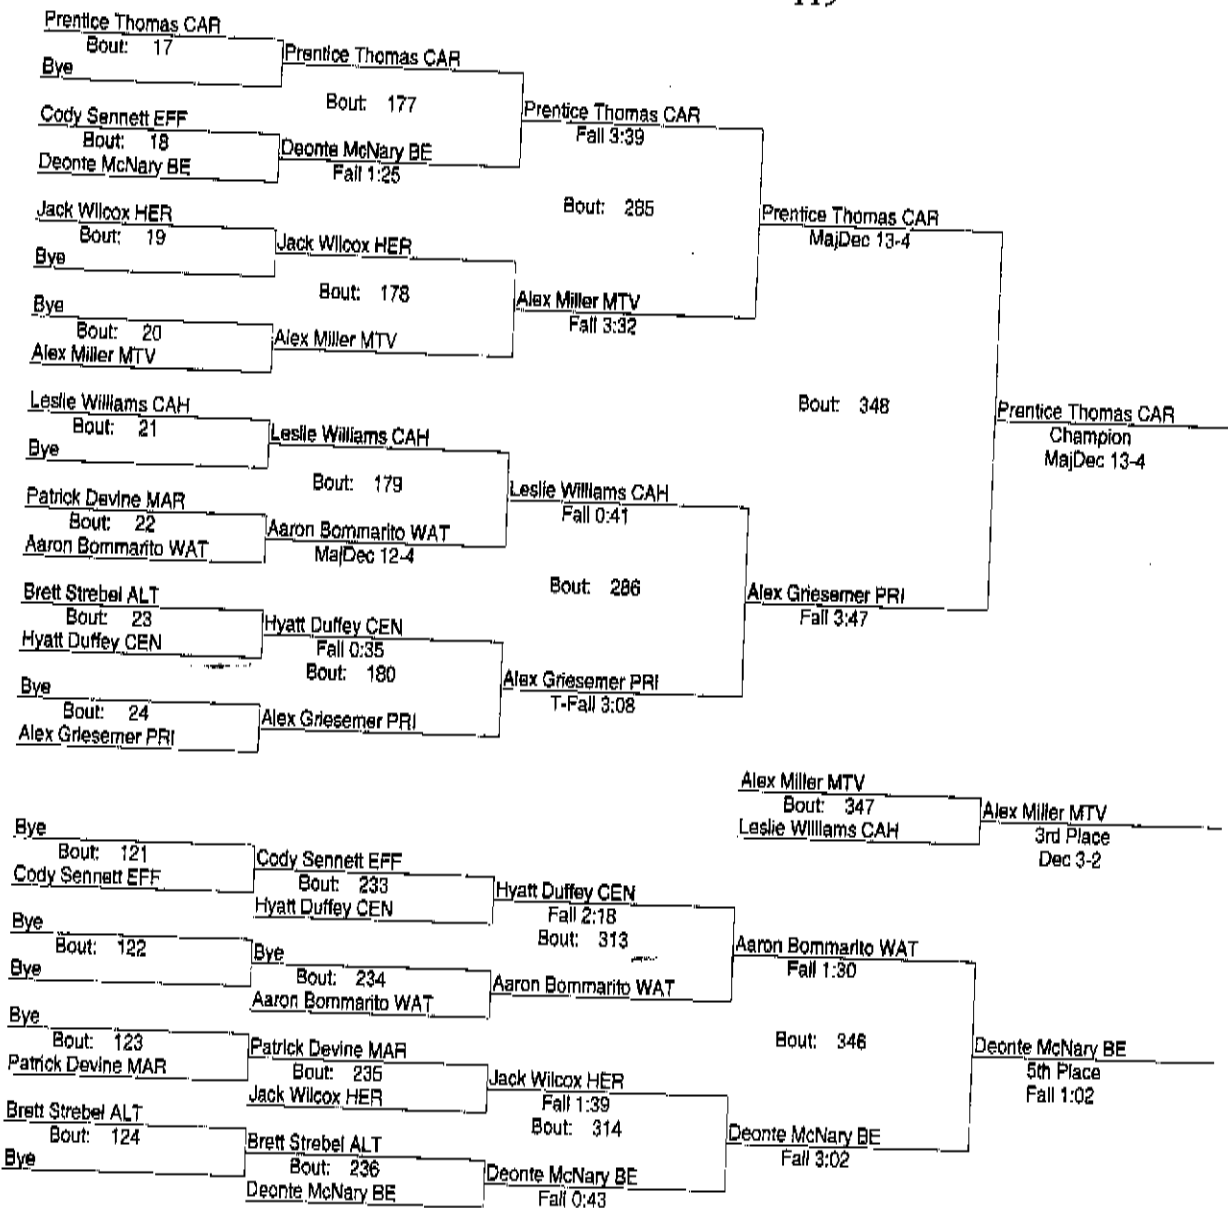 Prentice Thomas CAR
Bout: 17
Bye
Prentice Thomas CAR
Bout: 177
Cody Sennett EFF
Bout: 18
Deonte McNary BE
Deonte McNary BE
Fall 1:25
Prentice Thomas CAR
Fall 3:39
Bout: 285
Jack Wilcox HER
Bout: 19
Bye
Jack Wilcox HER
Bout: 178
Bye
Bout: 20
Alex Miller MTV
Alex Miller MTV
Alex Miller MTV
Fall 3:32
Prentice Thomas CAR
MajDec 13-4
Bout: 348
Leslie Williams CAH
Bout: 21
Bye
Leslie Williams CAH
Bout: 179
Patrick Devine MAR
Bout: 22
Aaron Bommarito WAT
Aaron Bommarito WAT
MajDec 12-4
Leslie Williams CAH
Fall 0:41
Bout: 286
Brett Strebel ALT
Bout: 23
Hyatt Duffey CEN
Hyatt Duffey CEN
Fall 0:35
Bout: 180
Bye
Bout: 24
Alex Griesemer PRI
Alex Griesemer PRI
Alex Griesemer PRI
T-Fall 3:08
Alex Griesemer PRI
Fall 3:47
Prentice Thomas CAR
Champion
MajDec 13-4
Alex Miller MTV
Bout: 347
Leslie Williams CAH
Alex Miller MTV
3rd Place
Dec 3-2
Bye
Bout: 121
Cody Sennett EFF
Cody Sennett EFF
Bout: 233
Hyatt Duffey CEN
Hyatt Duffey CEN
Fall 2:18
Bout: 313
Bye
Bout: 122
Bye
Bye
Bout: 234
Aaron Bommarito WAT
Aaron Bommarito WAT
Aaron Bommarito WAT
Fall 1:30
Bout: 346
Bye
Bout: 123
Patrick Devine MAR
Patrick Devine MAR
Bout: 235
Jack Wilcox HER
Jack Wilcox HER
Fall 1:39
Bout: 314
Brett Strebel ALT
Bout: 124
Bye
Brett Strebel ALT
Bout: 236
Deonte McNary BE
Deonte McNary BE
Fall 0:43
Deonte McNary BE
Fall 3:02
Deonte McNary BE
5th Place
Fall 1:02